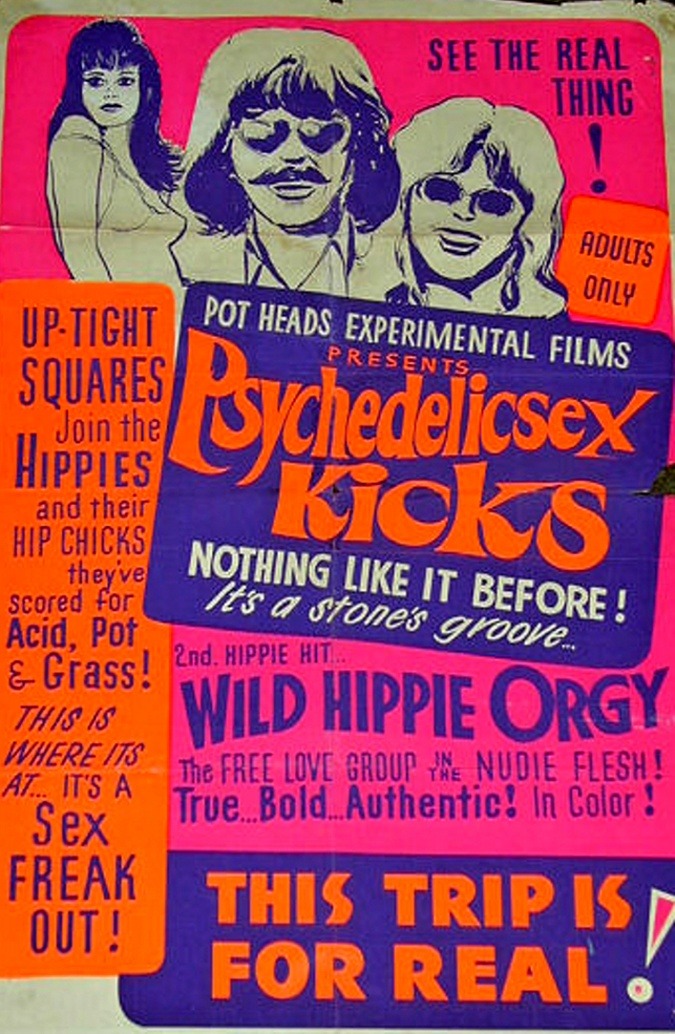 SEE THE REAL
THING
!
ADULTS
ONLY
UP-TIGHT
SQUARES
Join the
HIPPIES
and their
HIP CHICKS
they've
scored for
Acid, Pot
& Grass!
THIS IS
WHERE ITS
AT... IT'S A
Sex
FREAK
OUT!
POT HEADS EXPERIMENTAL FILMS
PRESENTS
Psychedelicsex
Kicks
NOTHING LIKE IT BEFORE!
It's a stone's groove...
2nd. HIPPIE HIT...
WILD HIPPIE ORGY
The FREE LOVE GROUP IN THE NUDIE FLESH!
True...Bold...Authentic! In Color!
THIS TRIP IS
FOR REAL!